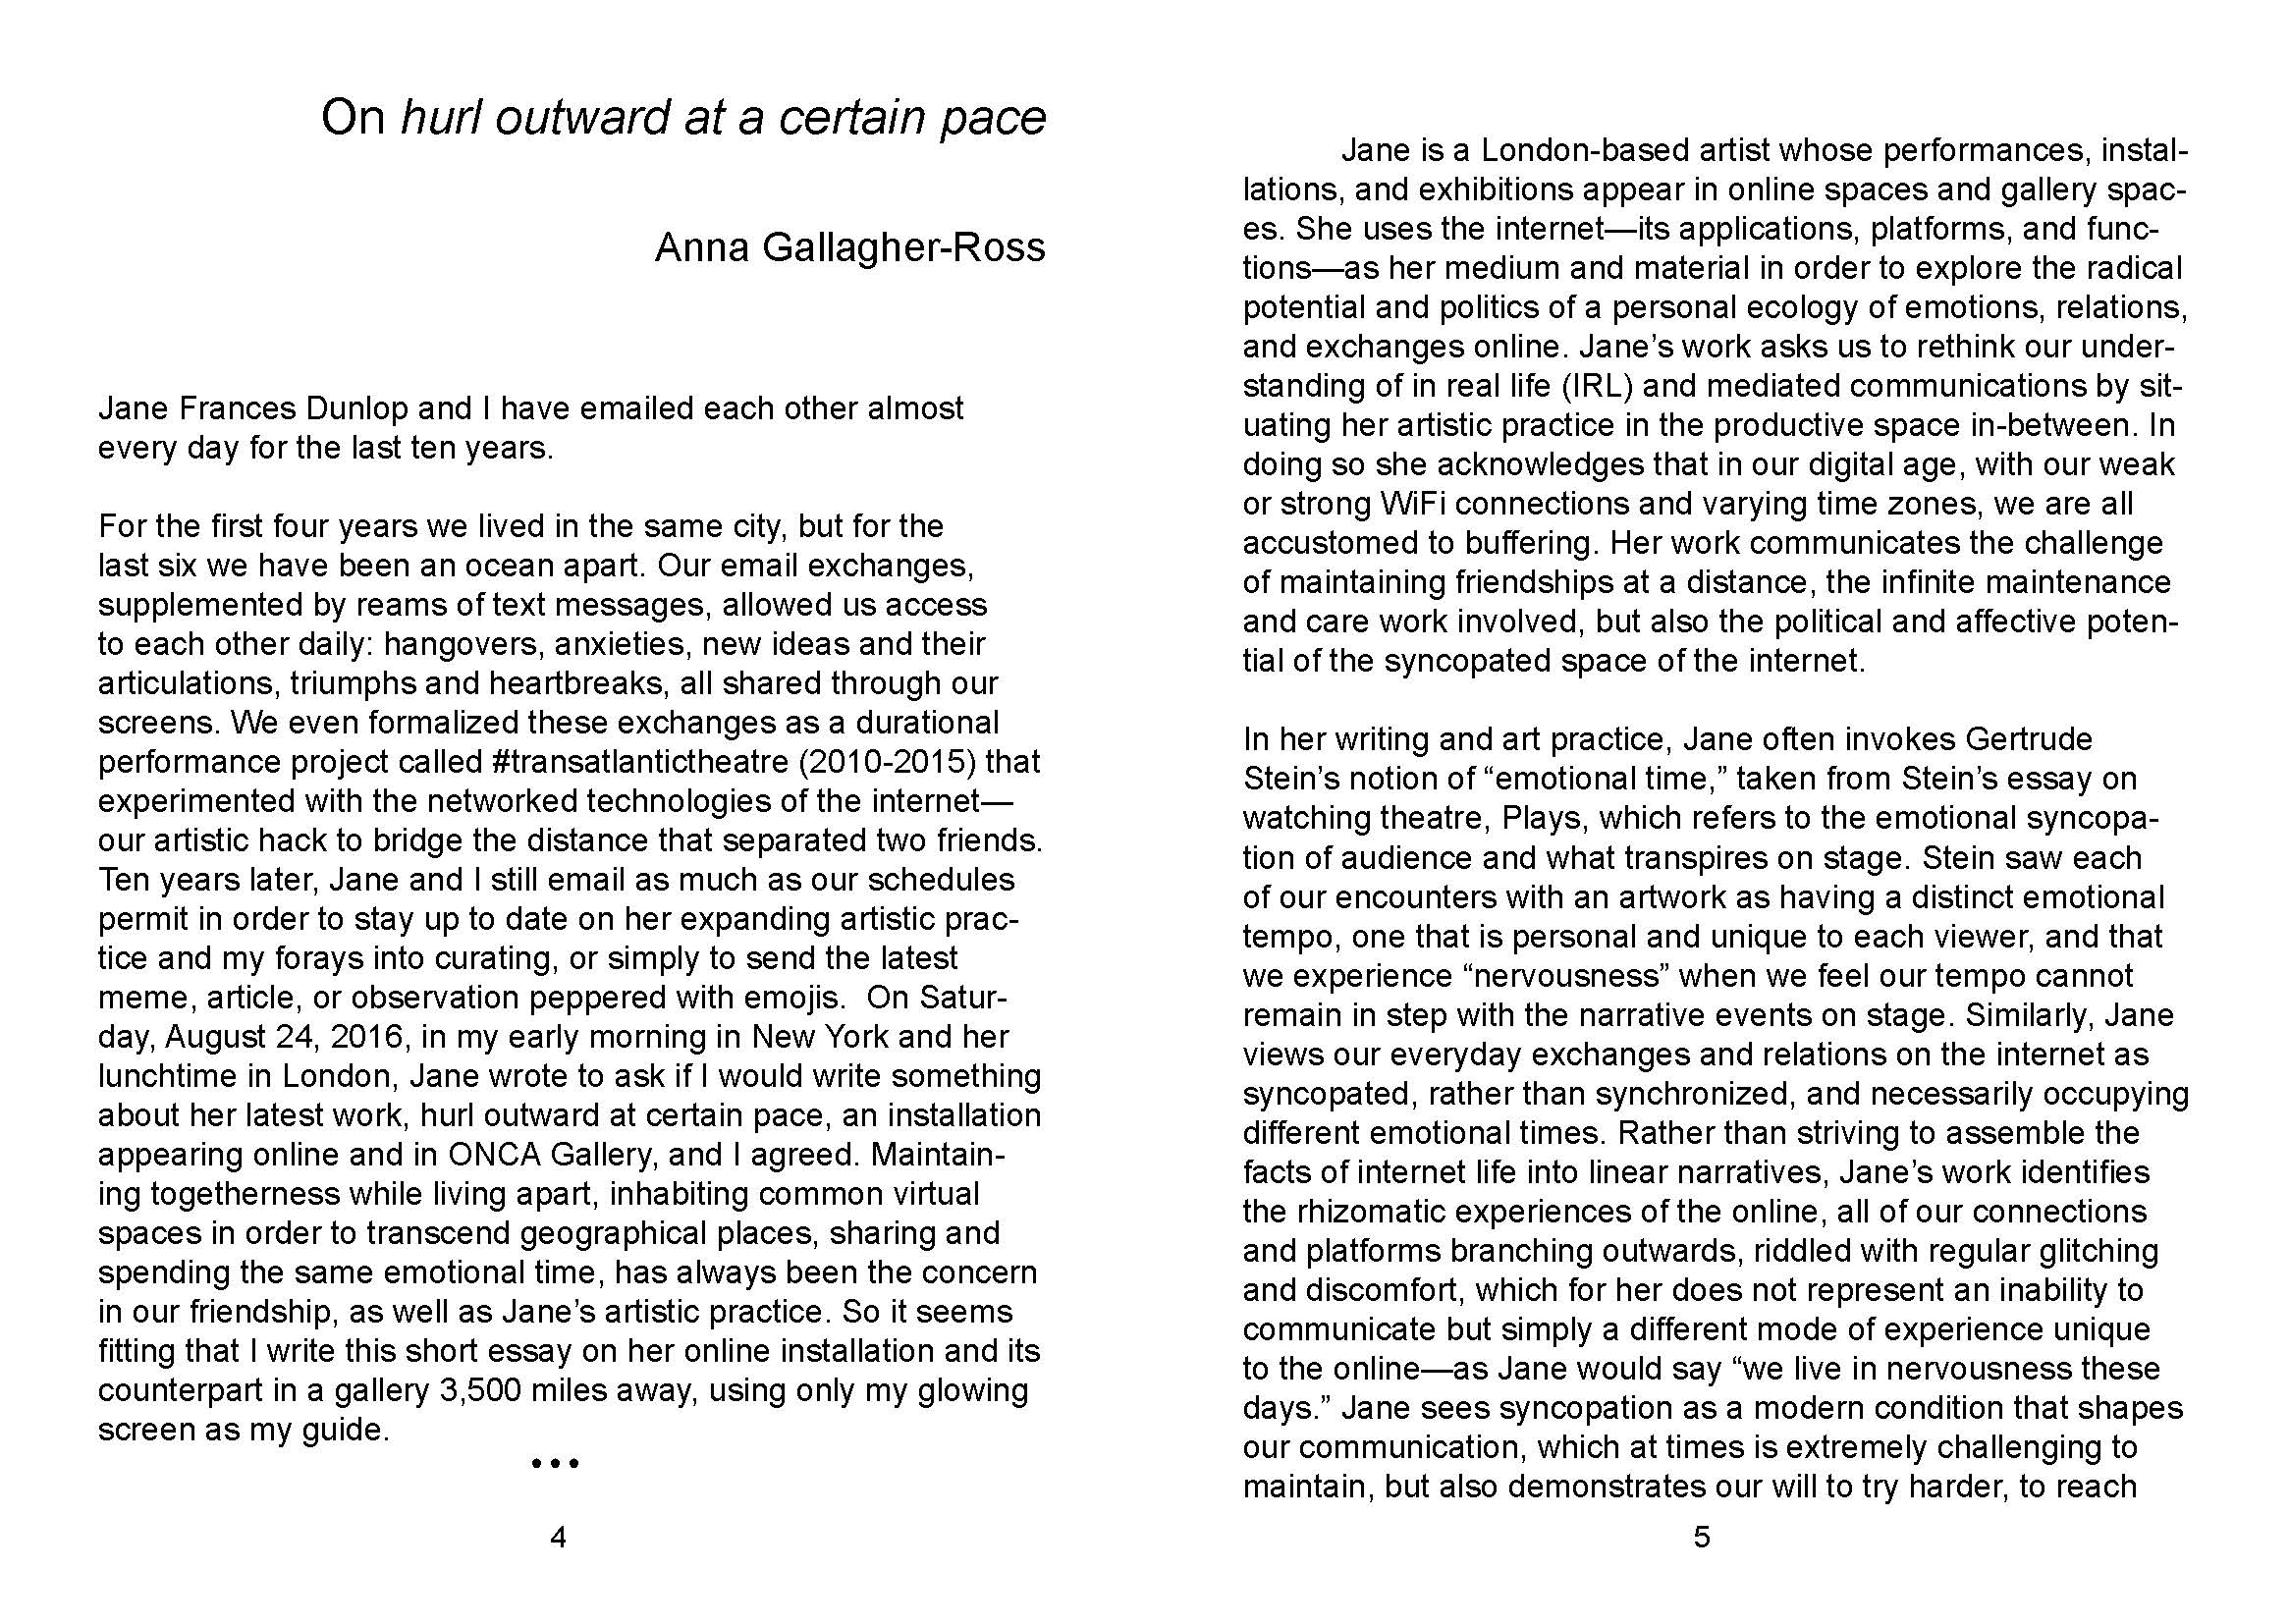 On hurl outward at a certain pace
Anna Gallagher-Ross
Jane Frances Dunlop and I have emailed each other almost
every day for the last ten years.
For the first four years we lived in the same city, but for the
last six we have been an ocean apart. Our email exchanges,
supplemented by reams of text messages, allowed us access
to each other daily: hangovers, anxieties, new ideas and their
articulations, triumphs and heartbreaks, all shared through our
screens. We even formalized these exchanges as a durational
performance project called #transatlantictheatre (2010-2015) that
experimented with the networked technologies of the internet—
our artistic hack to bridge the distance that separated two friends.
Ten years later, Jane and I still email as much as our schedules
permit in order to stay up to date on her expanding artistic prac-
tice and my forays into curating, or simply to send the latest
meme, article, or observation peppered with emojis.  On Satur-
day, August 24, 2016, in my early morning in New York and her
lunchtime in London, Jane wrote to ask if I would write something
about her latest work, hurl outward at certain pace, an installation
appearing online and in ONCA Gallery, and I agreed. Maintain-
ing togetherness while living apart, inhabiting common virtual
spaces in order to transcend geographical places, sharing and
spending the same emotional time, has always been the concern
in our friendship, as well as Jane’s artistic practice. So it seems
fitting that I write this short essay on her online installation and its
counterpart in a gallery 3,500 miles away, using only my glowing
screen as my guide.
•••
4
Jane is a London-based artist whose performances, instal-
lations, and exhibitions appear in online spaces and gallery spac-
es. She uses the internet—its applications, platforms, and func-
tions—as her medium and material in order to explore the radical
potential and politics of a personal ecology of emotions, relations,
and exchanges online. Jane’s work asks us to rethink our under-
standing of in real life (IRL) and mediated communications by sit-
uating her artistic practice in the productive space in-between. In
doing so she acknowledges that in our digital age, with our weak
or strong WiFi connections and varying time zones, we are all
accustomed to buffering. Her work communicates the challenge
of maintaining friendships at a distance, the infinite maintenance
and care work involved, but also the political and affective poten-
tial of the syncopated space of the internet.
In her writing and art practice, Jane often invokes Gertrude
Stein’s notion of “emotional time,” taken from Stein’s essay on
watching theatre, Plays, which refers to the emotional syncopa-
tion of audience and what transpires on stage. Stein saw each
of our encounters with an artwork as having a distinct emotional
tempo, one that is personal and unique to each viewer, and that
we experience “nervousness” when we feel our tempo cannot
remain in step with the narrative events on stage. Similarly, Jane
views our everyday exchanges and relations on the internet as
syncopated, rather than synchronized, and necessarily occupying
different emotional times. Rather than striving to assemble the
facts of internet life into linear narratives, Jane’s work identifies
the rhizomatic experiences of the online, all of our connections
and platforms branching outwards, riddled with regular glitching
and discomfort, which for her does not represent an inability to
communicate but simply a different mode of experience unique
to the online—as Jane would say “we live in nervousness these
days.” Jane sees syncopation as a modern condition that shapes
our communication, which at times is extremely challenging to
maintain, but also demonstrates our will to try harder, to reach
5